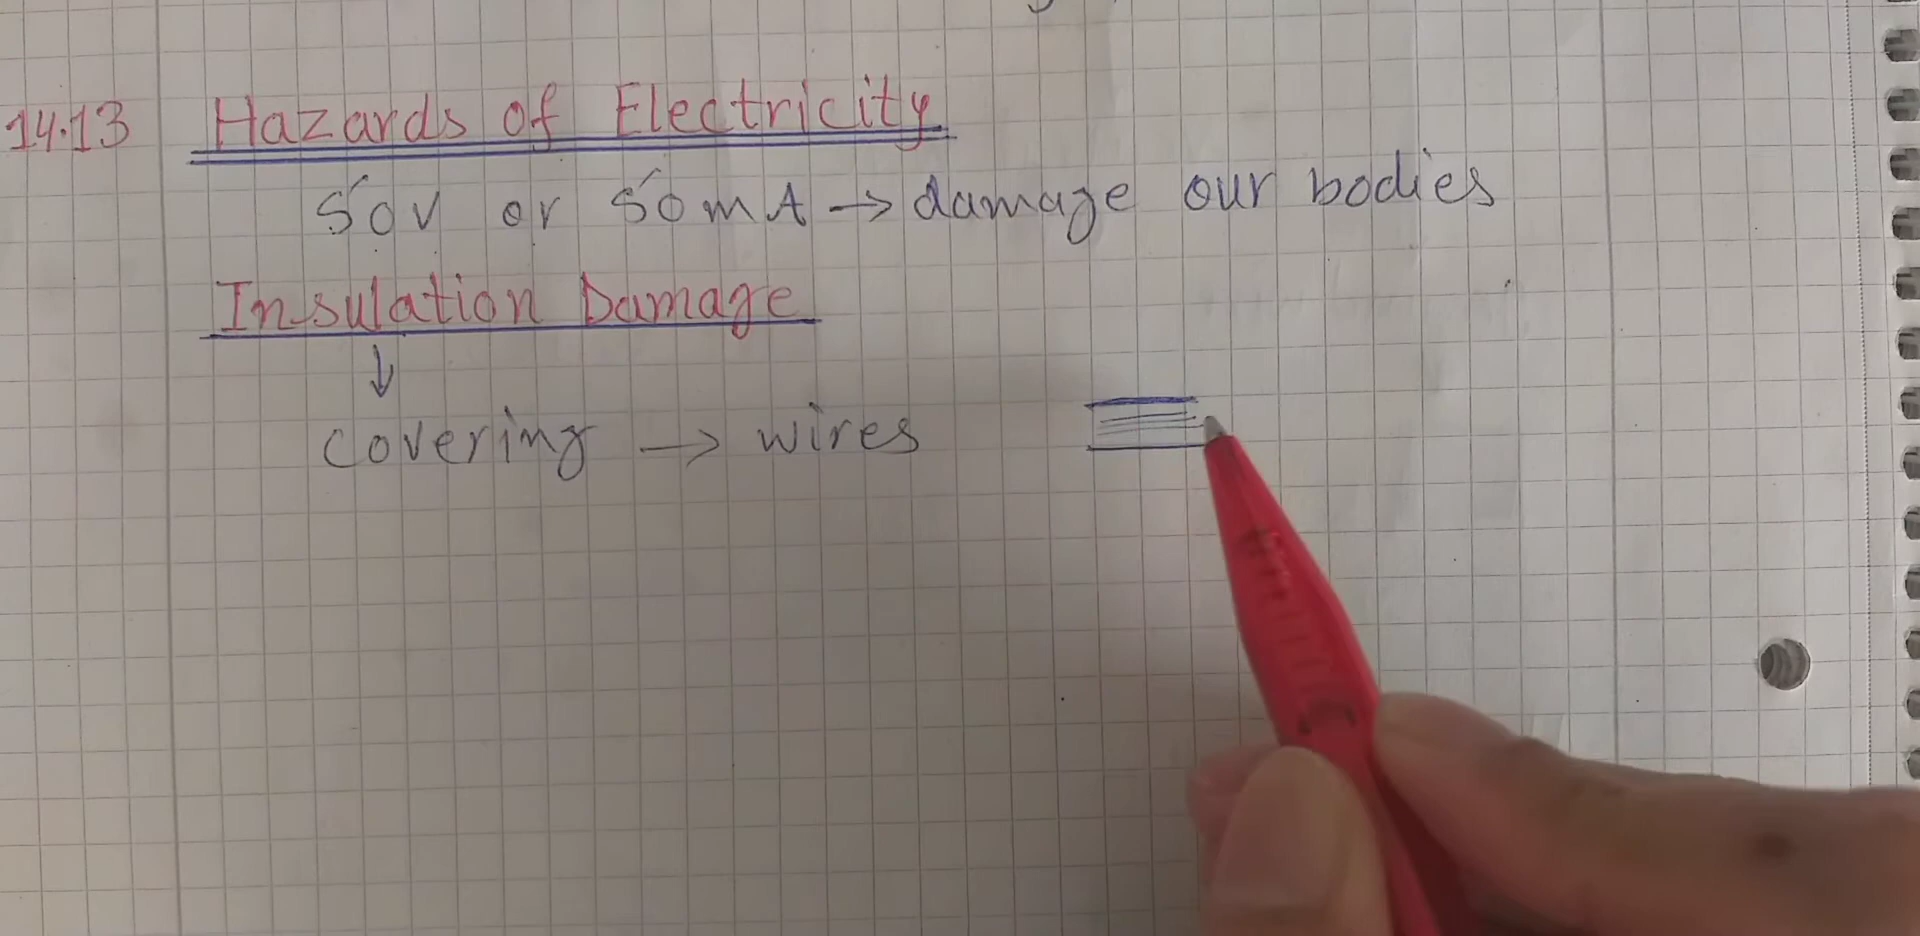 14.13 Hazards of Electricity
50V or 50mA → damage our bodies
Insulation Damage
↓
covering → wires